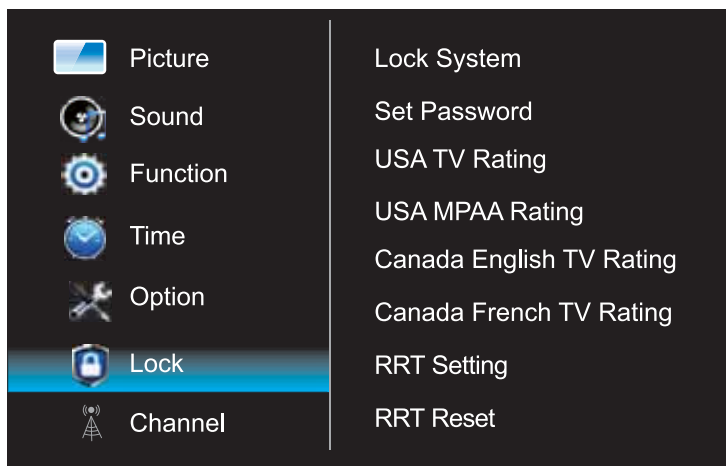 Picture
Sound
Function
Time
Option
Lock
Channel
Lock System
Set Password
USA TV Rating
USA MPAA Rating
Canada English TV Rating
Canada French TV Rating
RRT Setting
RRT Reset